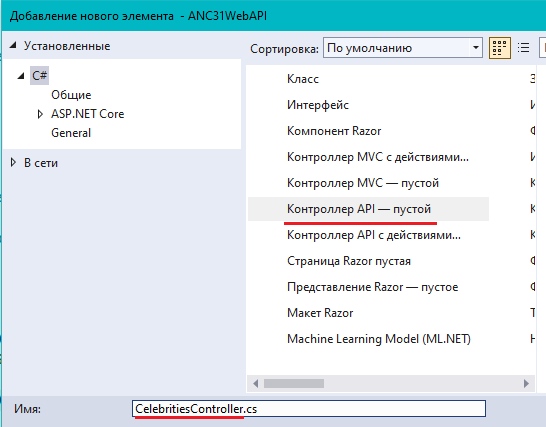 Добавление нового элемента - ANC31WebAPI
Установленные
Сортировка: По умолчанию
C#
Общие
ASP.NET Core
General
В сети
Класс
Интерфейс
Компонент Razor
Контроллер MVC с действиями...
Контроллер MVC — пустой
Контроллер API — пустой
Контроллер API с действиями...
Страница Razor пустая
Представление Razor — пустое
Макет Razor
Machine Learning Model (ML.NET)
Имя: CelebritiesController.cs